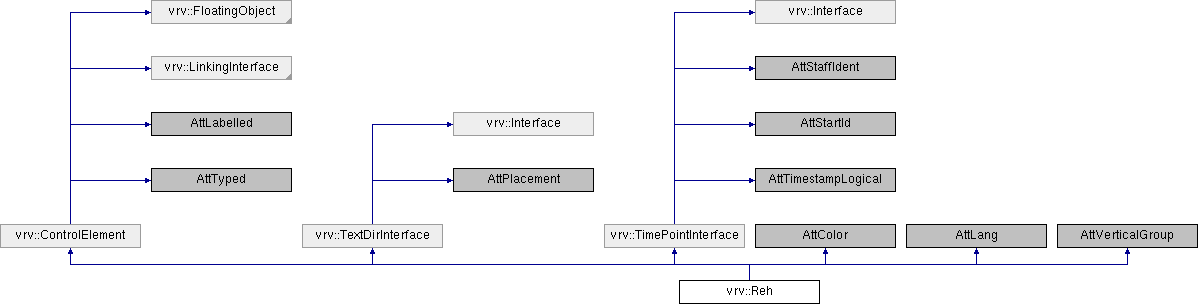 vrv::FloatingObject
vrv::Interface
vrv::LinkingInterface
AttStaffIdent
AttLabelled
vrv::Interface
AttStartId
AttTyped
AttPlacement
AttTimestampLogical
vrv::ControlElement
vrv::TextDirInterface
vrv::TimePointInterface
AttColor
AttLang
AttVerticalGroup
vrv::Reh